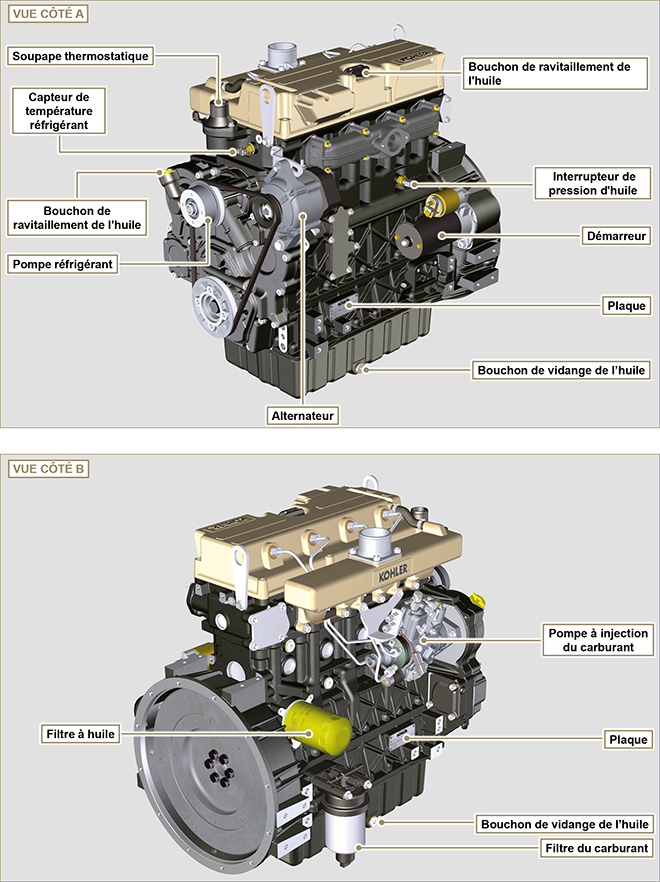 VUE CÔTÉ A
Soupape thermostatique
Bouchon de ravitaillement de
l'huile
Capteur de
température
réfrigérant
Interrupteur de
pression d'huile
Bouchon de
ravitaillement de l'huile
Démarreur
Pompe réfrigérant
Plaque
Bouchon de vidange de l'huile
Alternateur
VUE CÔTÉ B
KOHLER
Pompe à injection
du carburant
Filtre à huile
Plaque
Bouchon de vidange de l'huile
Filtre du carburant